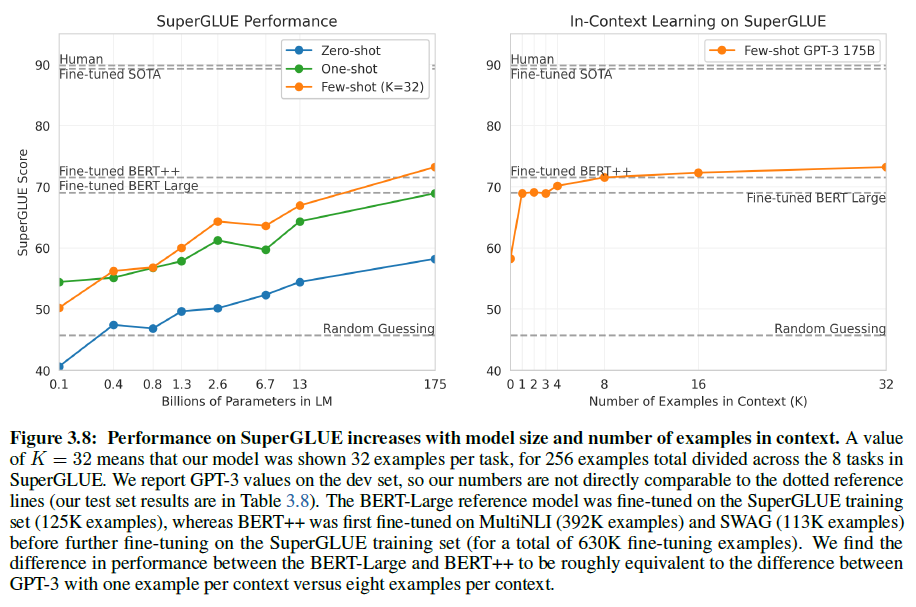 SuperGLUE Performance
Human
Fine-tuned SOTA
Zero-shot
One-shot
Few-shot (K=32)
Fine-tuned BERT++
Fine-tuned BERT Large
Random Guessing
SuperGLUE Score
90
80
70
60
50
40
0.1 0.4 0.8 1.3 2.6 6.7 13 175
Billions of Parameters in LM
In-Context Learning on SuperGLUE
Human
Fine-tuned SOTA
Few-shot GPT-3 175B
Fine-tuned BERT++
Fine-tuned BERT Large
Random Guessing
90
80
70
60
50
40
0 1 2 3 4 8 16 32
Number of Examples in Context (K)
Figure 3.8: Performance on SuperGLUE increases with model size and number of examples in context. A value
of K = 32 means that our model was shown 32 examples per task, for 256 examples total divided across the 8 tasks in
SuperGLUE. We report GPT-3 values on the dev set, so our numbers are not directly comparable to the dotted reference
lines (our test set results are in Table 3.8). The BERT-Large reference model was fine-tuned on the SuperGLUE training
set (125K examples), whereas BERT++ was first fine-tuned on MultiNLI (392K examples) and SWAG (113K examples)
before further fine-tuning on the SuperGLUE training set (for a total of 630K fine-tuning examples). We find the
difference in performance between the BERT-Large and BERT++ to be roughly equivalent to the difference between
GPT-3 with one example per context versus eight examples per context.